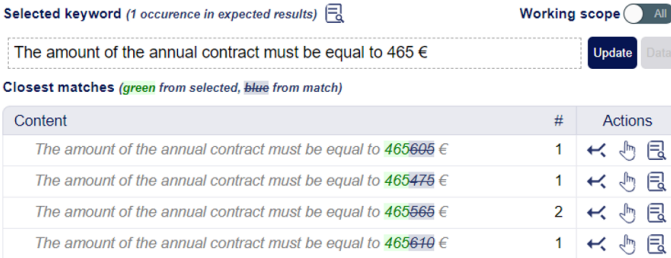 Selected keyword (1 occurence in expected results) Working scope All
The amount of the annual contract must be equal to 465 € Update Data
Closest matches (green from selected, blue from match)
Content # Actions
The amount of the annual contract must be equal to 465605 € 1
The amount of the annual contract must be equal to 465475 € 1
The amount of the annual contract must be equal to 465565 € 2
The amount of the annual contract must be equal to 465610 € 1